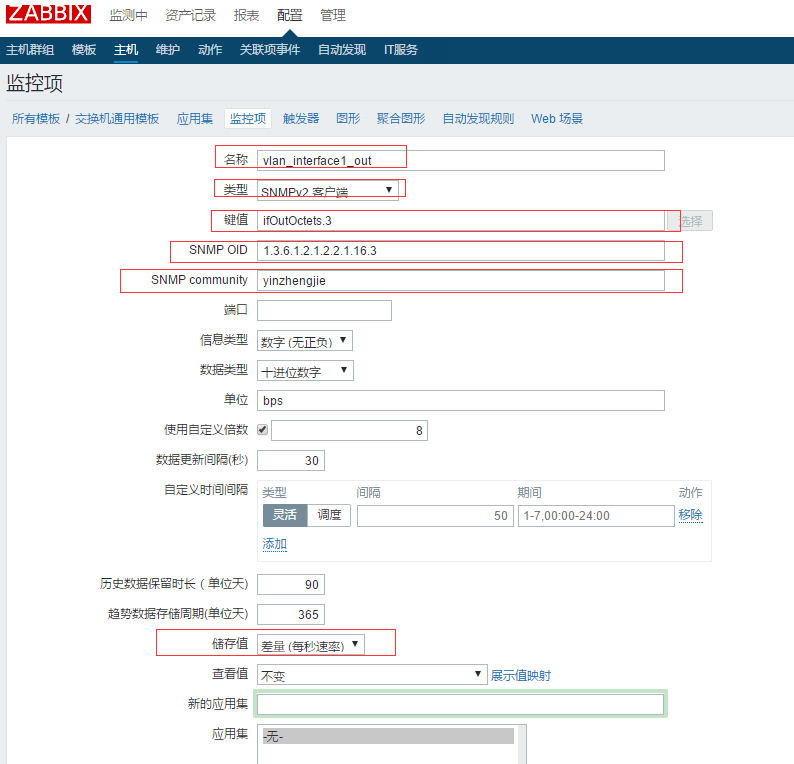 ZABBIX 监测中 资产记录 报表 配置 管理
主机群组 模板 主机 维护 动作 关联项事件 自动发现 IT服务
监控项
所有模板 / 交换机通用模板 应用集 监控项 触发器 图形 聚合图形 自动发现规则 Web 场景
名称 vlan_interface1_out
类型 SNMPv2 客户端
键值 ifOutOctets.3 选择
SNMP OID 1.3.6.1.2.1.2.2.1.16.3
SNMP community yinzhengjie
端口
信息类型 数字 (无正负)
数据类型 十进位数字
单位 bps
使用自定义倍数 8
数据更新间隔(秒) 30
自定义时间间隔 类型 间隔 期间 动作
灵活 调度 50 1-7,00:00-24:00 移除
添加
历史数据保留时长 ( 单位天) 90
趋势数据存储周期(单位天) 365
储存值 差量 (每秒速率)
查看值 不变 展示值映射
新的应用集
应用集 -无-